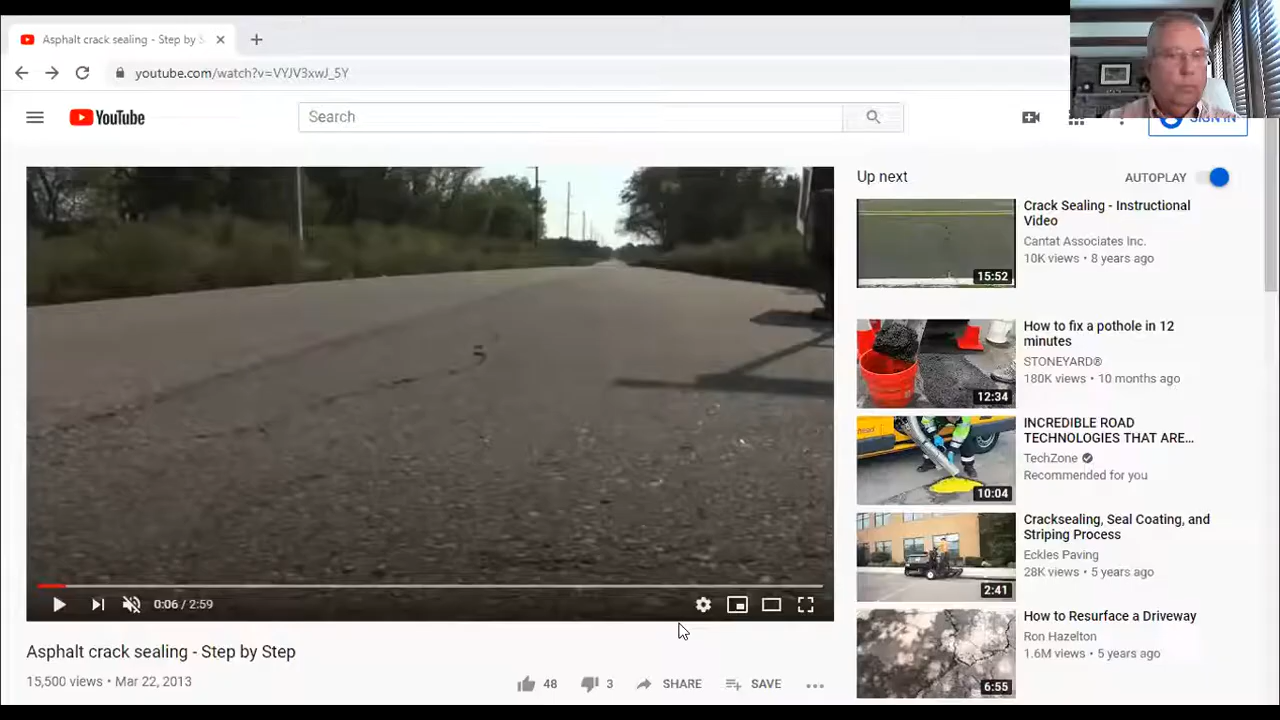 Asphalt crack sealing - Step by S
youtube.com/watch?v=VYJV3xwJ_5Y
YouTube
Search
SIGN IN
Up next
AUTOPLAY
Crack Sealing - Instructional
Video
Cantat Associates Inc.
10K views • 8 years ago
15:52
How to fix a pothole in 12
minutes
STONEYARD®
180K views • 10 months ago
12:34
INCREDIBLE ROAD
TECHNOLOGIES THAT ARE...
TechZone
Recommended for you
10:04
Cracksealing, Seal Coating, and
Striping Process
Eckles Paving
28K views • 5 years ago
2:41
How to Resurface a Driveway
Ron Hazelton
1.6M views • 5 years ago
6:55
0:06 / 2:59
Asphalt crack sealing - Step by Step
15,500 views • Mar 22, 2013
48
3
SHARE
SAVE